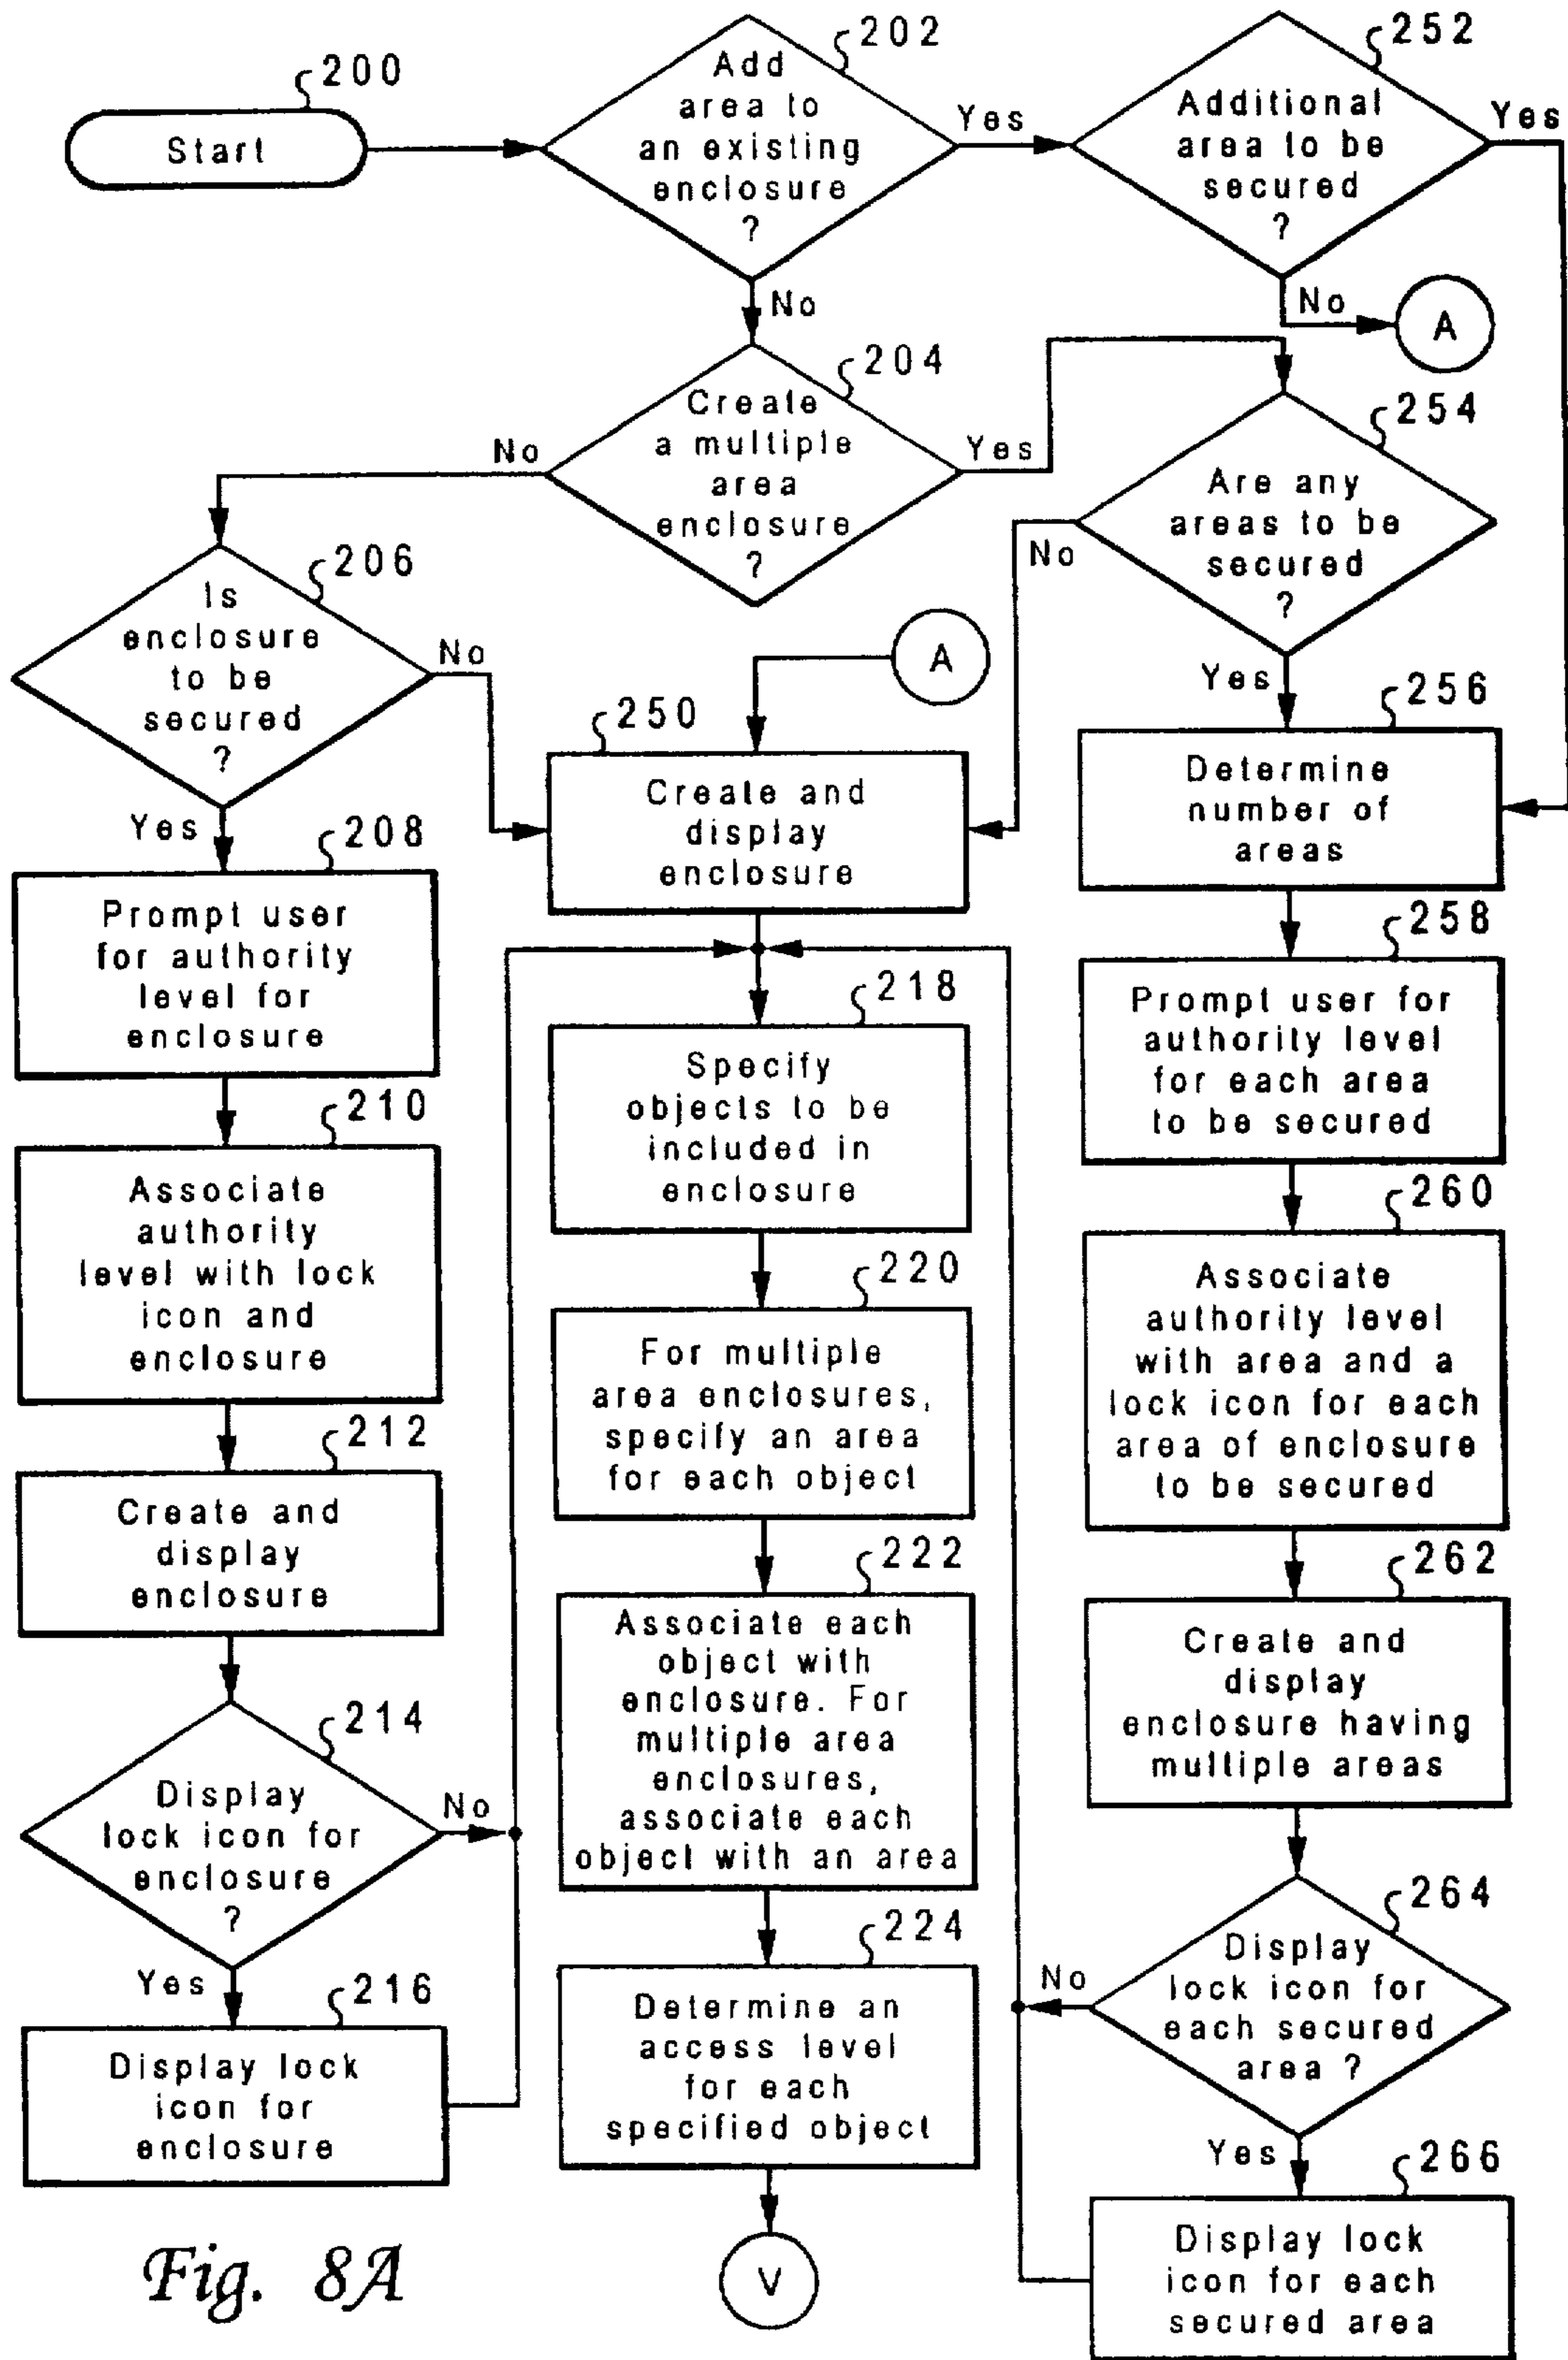 200
Start
202
Add
area to
an existing
enclosure
?
Yes
No
252
Additional
area to be
secured
?
Yes
No
A
204
Create
a multiple
area
enclosure
?
No
Yes
254
Are any
areas to be
secured
?
No
Yes
206
Is
enclosure
to be
secured
?
No
Yes
A
250
Create and
display
enclosure
256
Determine
number of
areas
208
Prompt user
for authority
level for
enclosure
258
Prompt user for
authority level
for each area
to be secured
218
Specify
objects to be
included in
enclosure
210
Associate
authority
level with lock
icon and
enclosure
260
Associate
authority level
with area and a
lock icon for each
area of enclosure
to be secured
220
For multiple
area enclosures,
specify an area
for each object
212
Create and
display
enclosure
222
Associate each
object with
enclosure. For
multiple area
enclosures,
associate each
object with an area
262
Create and
display
enclosure having
multiple areas
214
Display
lock icon for
enclosure
?
No
Yes
264
Display
lock icon for
each secured
area ?
No
Yes
224
Determine an
access level
for each
specified object
216
Display lock
icon for
enclosure
266
Display lock
icon for each
secured area
V
Fig. 8A